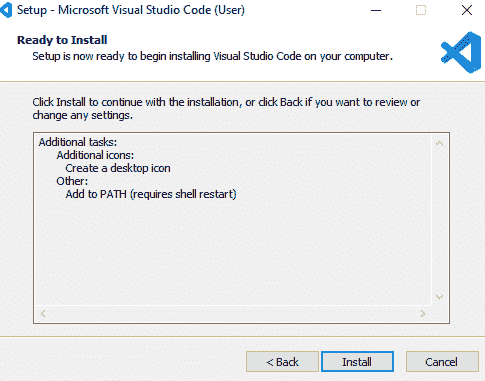 Setup - Microsoft Visual Studio Code (User)
Ready to Install
Setup is now ready to begin installing Visual Studio Code on your computer.
Click Install to continue with the installation, or click Back if you want to review or
change any settings.
Additional tasks:
Additional icons:
Create a desktop icon
Other:
Add to PATH (requires shell restart)
< Back
Install
Cancel